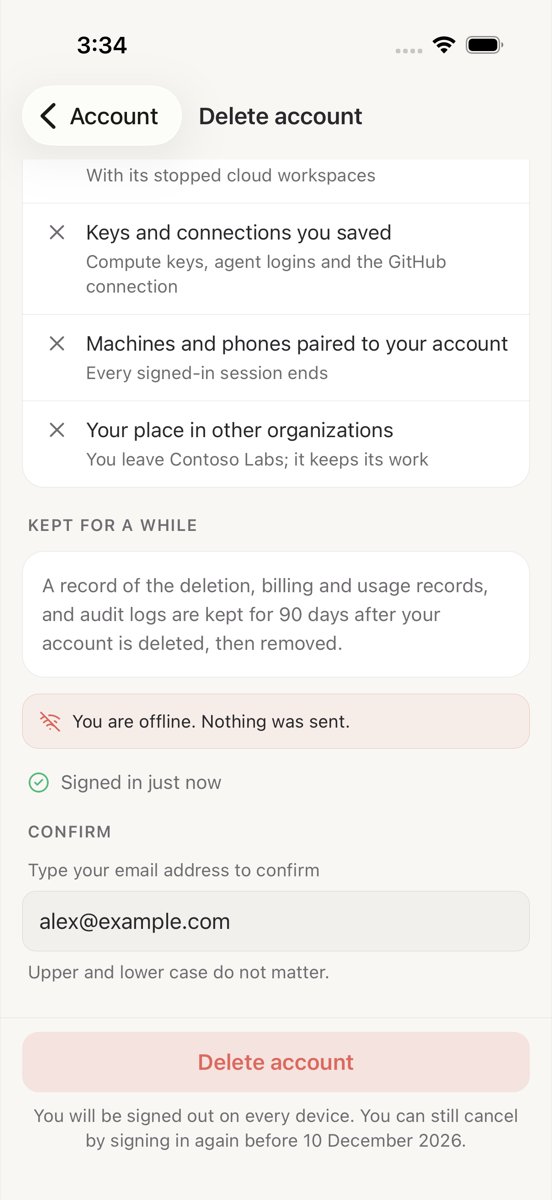 3:34
Account
Delete account
With its stopped cloud workspaces
Keys and connections you saved
Compute keys, agent logins and the GitHub
connection
Machines and phones paired to your account
Every signed-in session ends
Your place in other organizations
You leave Contoso Labs; it keeps its work
KEPT FOR A WHILE
A record of the deletion, billing and usage records,
and audit logs are kept for 90 days after your
account is deleted, then removed.
You are offline. Nothing was sent.
Signed in just now
CONFIRM
Type your email address to confirm
alex@example.com
Upper and lower case do not matter.
Delete account
You will be signed out on every device. You can still cancel
by signing in again before 10 December 2026.